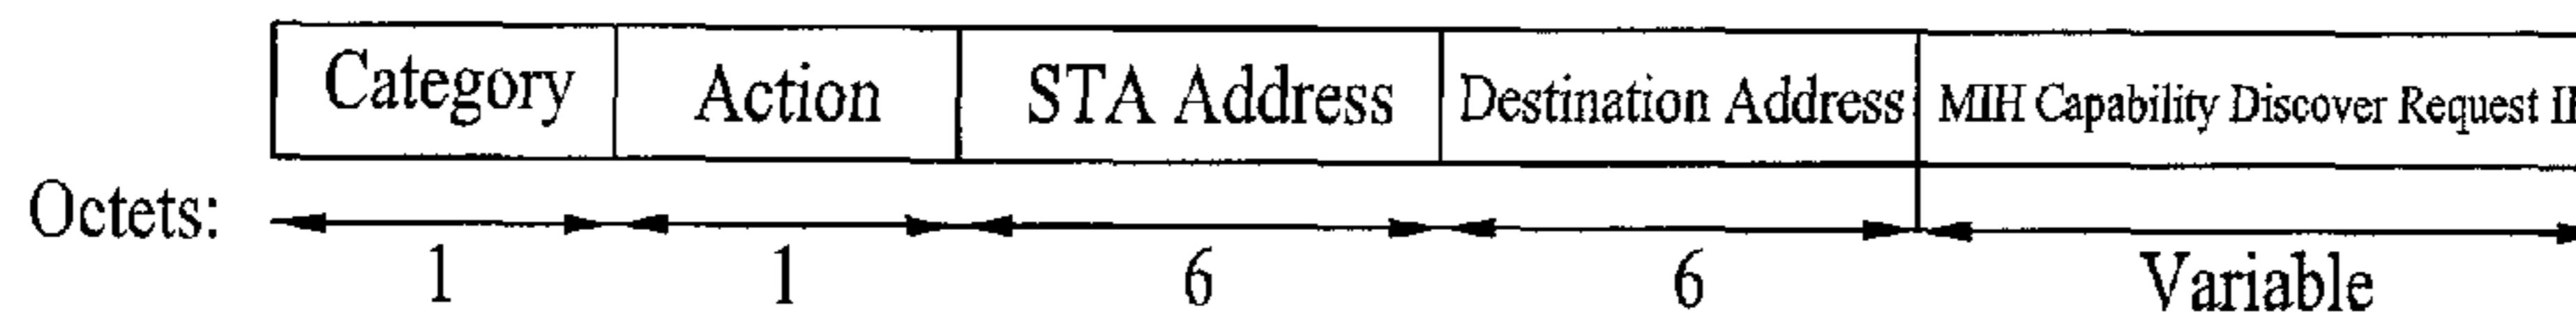 Category Action STA Address Destination Address MIH Capability Discover Request
Octets:
1 1 6 6 Variable